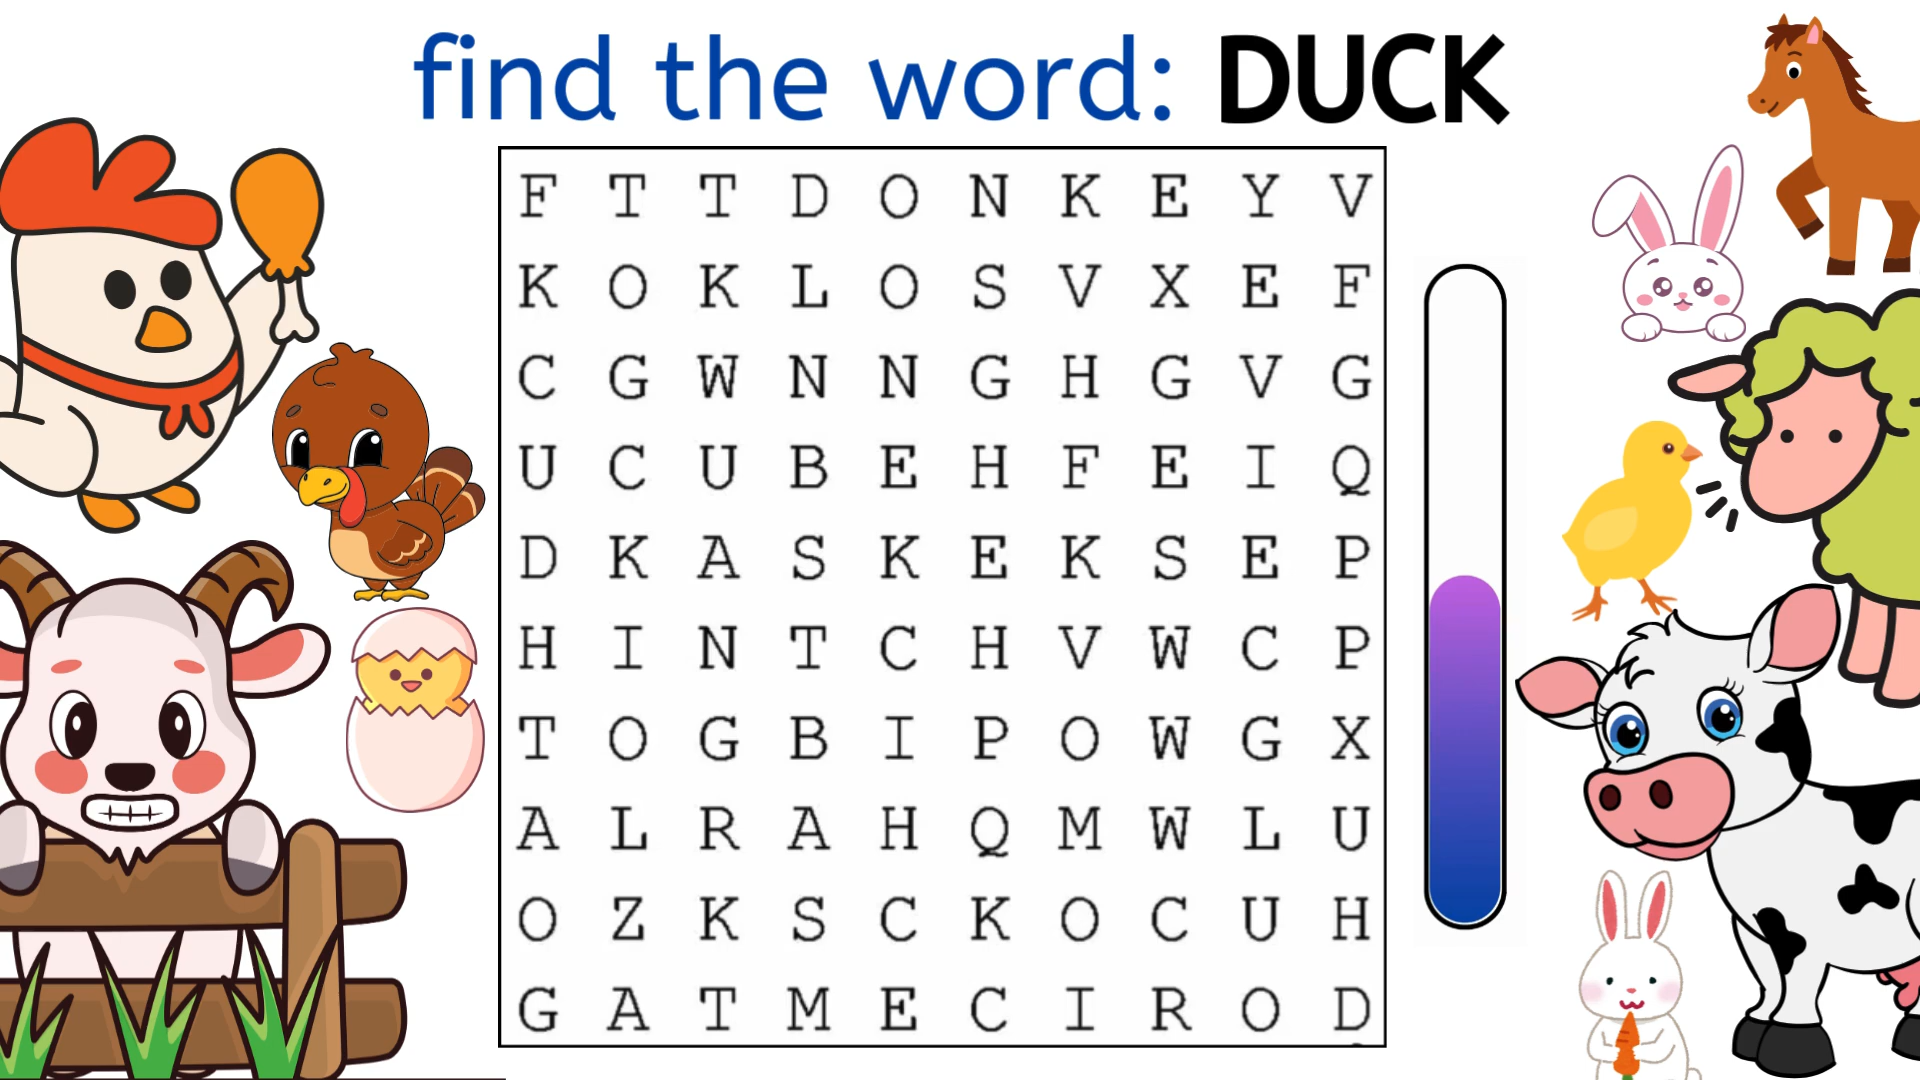 find the word: DUCK
F T T D O N K E Y V
K O K L O S V X E F
C G W N N G H G V G
U C U B E H F E I Q
D K A S K E K S E P
H I N T C H V W C P
T O G B I P O W G X
A L R A H Q M W L U
O Z K S C K O C U H
G A T M E C I R O D